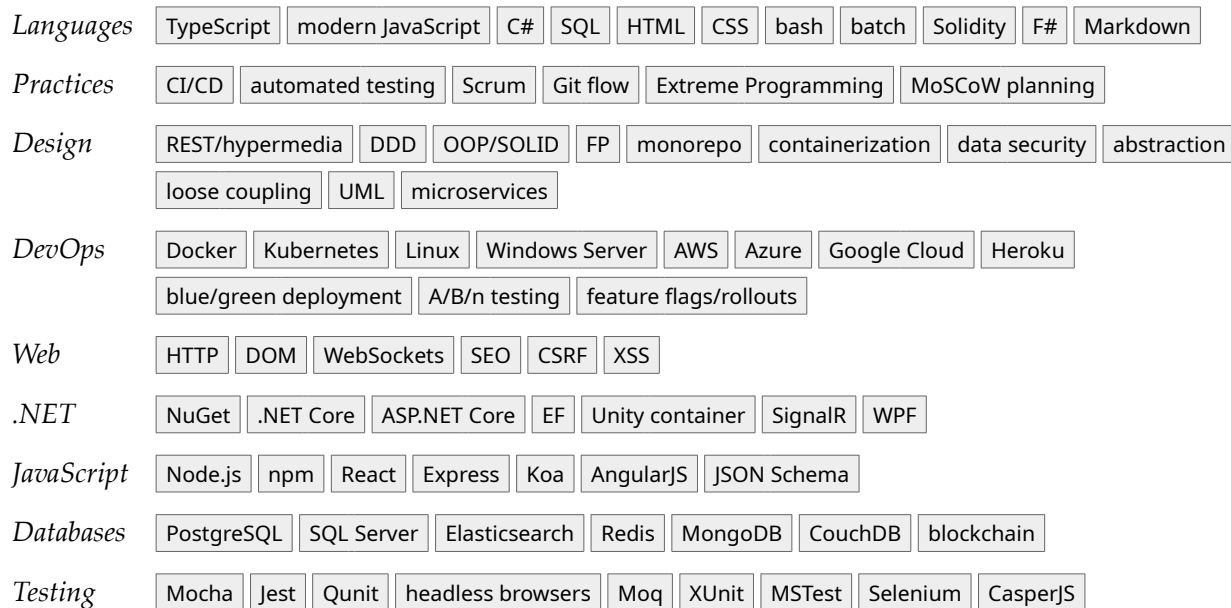 Languages TypeScript modern JavaScript C# SQL HTML CSS bash batch Solidity F# Markdown
Practices CI/CD automated testing Scrum Git flow Extreme Programming MoSCoW planning
Design REST/hypermedia DDD OOP/SOLID FP monorepo containerization data security abstraction
loose coupling UML microservices
DevOps Docker Kubernetes Linux Windows Server AWS Azure Google Cloud Heroku
blue/green deployment A/B/n testing feature flags/rollouts
Web HTTP DOM WebSockets SEO CSRF XSS
.NET NuGet .NET Core ASP.NET Core EF Unity container SignalR WPF
JavaScript Node.js npm React Express Koa AngularJS JSON Schema
Databases PostgreSQL SQL Server Elasticsearch Redis MongoDB CouchDB blockchain
Testing Mocha Jest Qunit headless browsers Moq XUnit MSTest Selenium CasperJS